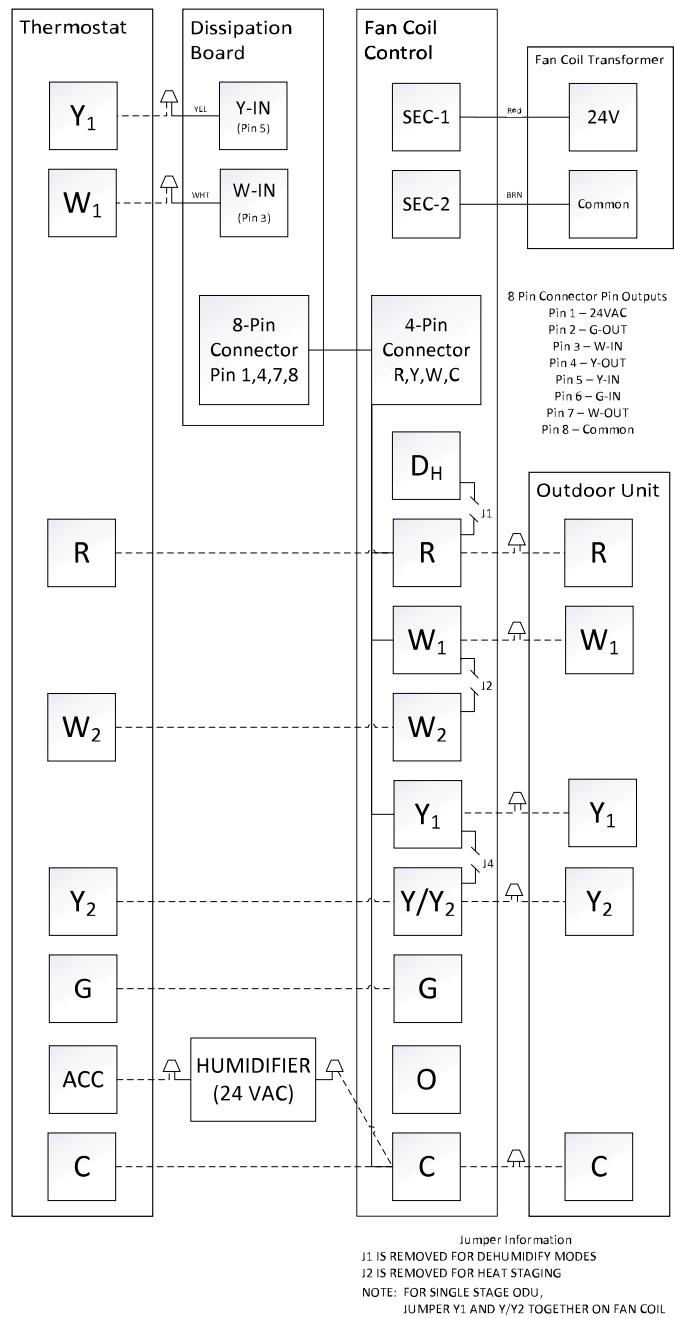 Thermostat
Dissipation
Board
Fan Coil
Control
Fan Coil Transformer
Y1
YEL
Y-IN
(Pin 5)
SEC-1
Red
24V
W1
WHT
W-IN
(Pin 3)
SEC-2
BRN
Common
8-Pin
Connector
Pin 1,4,7,8
4-Pin
Connector
R,Y,W,C
8 Pin Connector Pin Outputs
Pin 1 – 24VAC
Pin 2 – G-OUT
Pin 3 – W-IN
Pin 4 – Y-OUT
Pin 5 – Y-IN
Pin 6 – G-IN
Pin 7 – W-OUT
Pin 8 – Common
DH
J1
Outdoor Unit
R
R
R
W1
W1
J2
W2
W2
Y1
Y1
J4
Y2
Y/Y2
Y2
G
G
ACC
HUMIDIFIER
(24 VAC)
O
C
C
C
Jumper Information
J1 IS REMOVED FOR DEHUMIDIFY MODES
J2 IS REMOVED FOR HEAT STAGING
NOTE: FOR SINGLE STAGE ODU,
JUMPER Y1 AND Y/Y2 TOGETHER ON FAN COIL